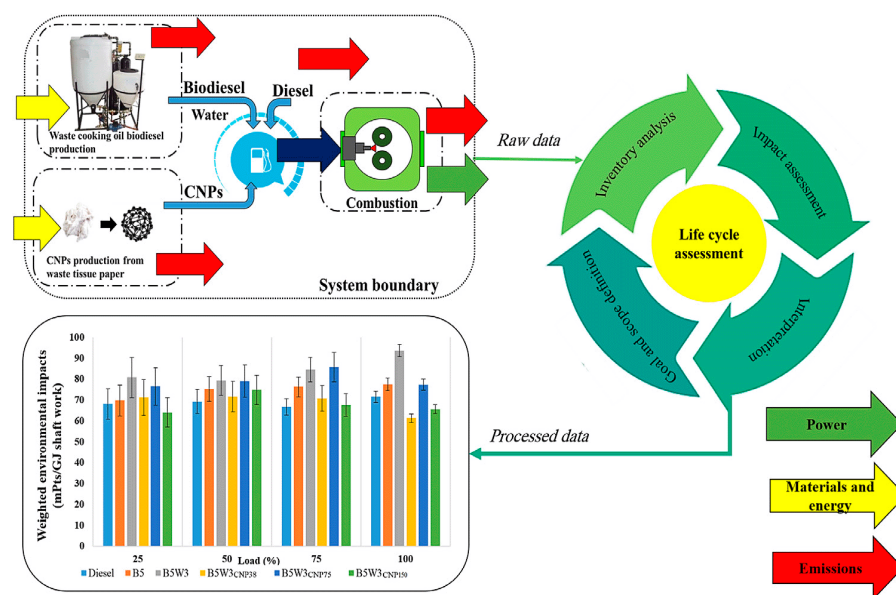 Waste cooking oil biodiesel
production
Biodiesel
Water
Diesel
CNPs
CNPs production from
waste tissue paper
Combustion
System boundary
Raw data
Inventory analysis
Impact assessment
Interpretation
Goal and scope definition
Life cycle
assessment
Processed data
Power
Materials and
energy
Emissions
Weighted environmental impacts
(mPts/GJ shaft work)
100
90
80
70
60
50
40
30
20
10
0
25 50 75 100
Load (%)
Diesel B5 B5W3 B5W3CNP38 B5W3CNP75 B5W3CNP150